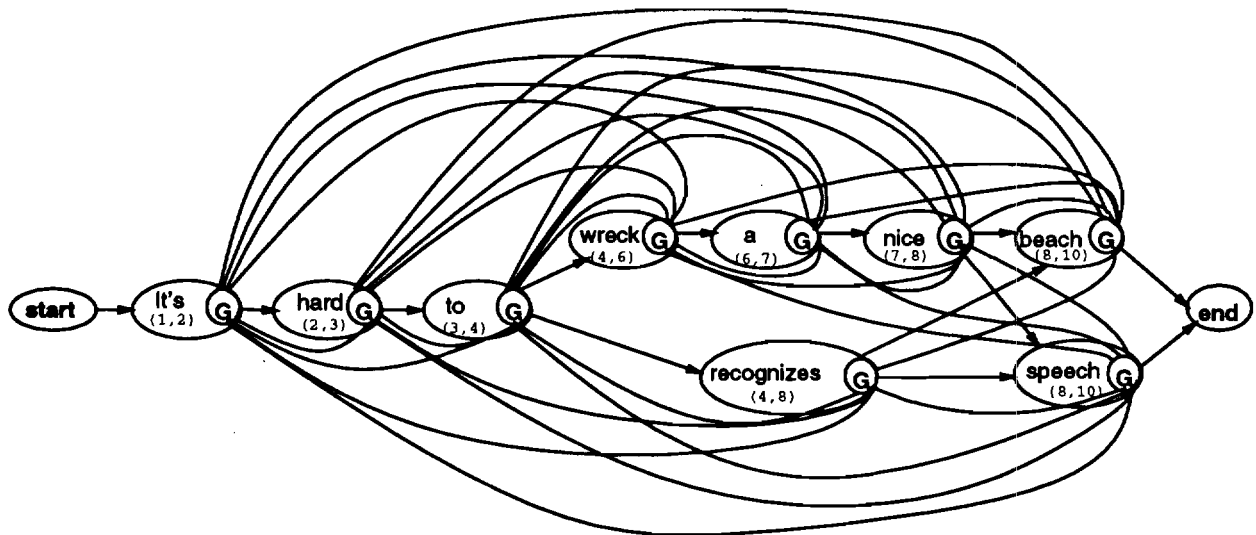 start
It's G
(1,2)
hard G
(2,3)
to G
(3,4)
wreck G
(4,6)
a G
(6,7)
nice G
(7,8)
beach G
(8,10)
recognizes G
(4,8)
speech G
(8,10)
end